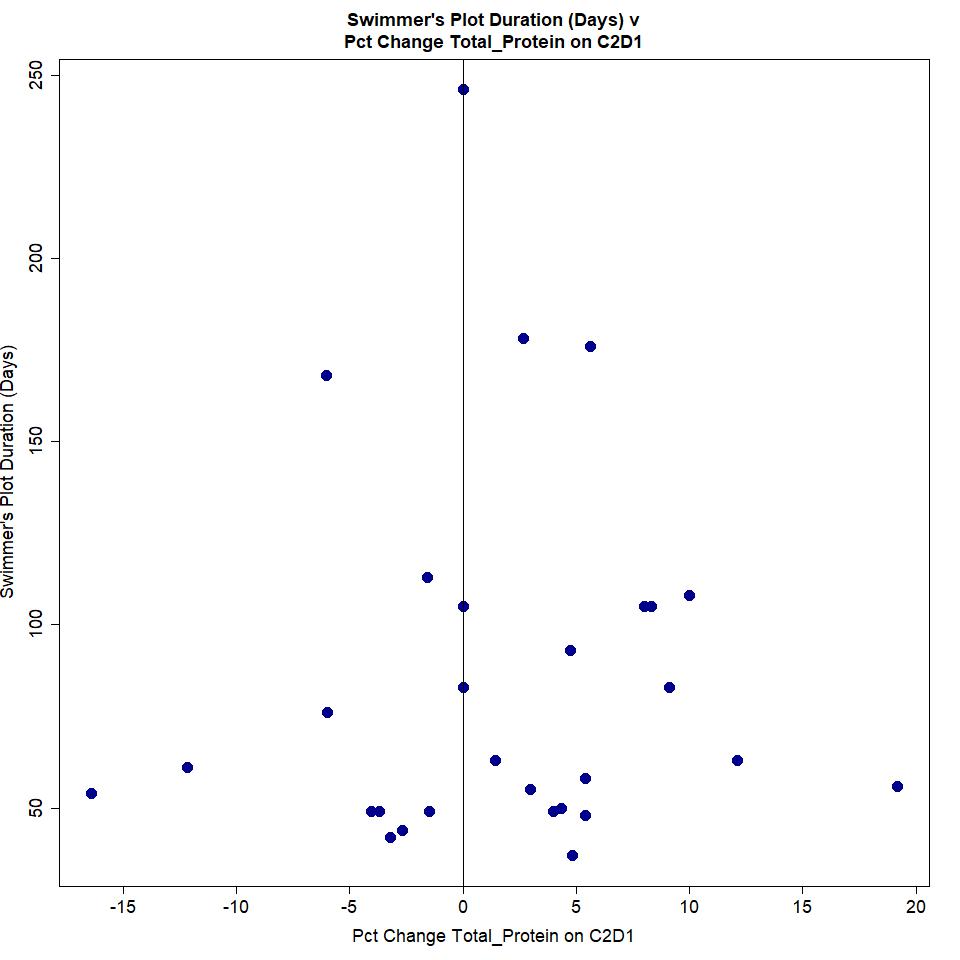 Swimmer's Plot Duration (Days) v
Pct Change Total_Protein on C2D1
Swimmer's Plot Duration (Days)
250
200
150
100
50
-15 -10 -5 0 5 10 15 20
Pct Change Total_Protein on C2D1